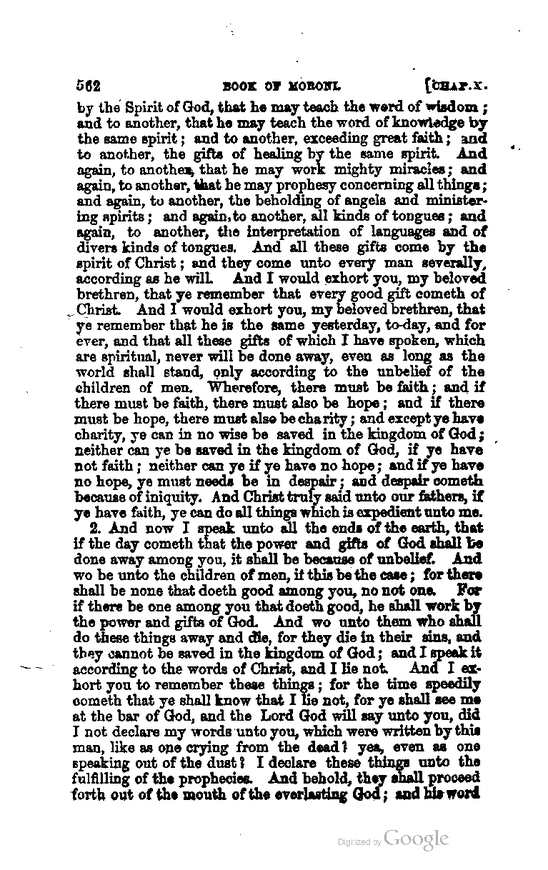 562 BOOK OF MORONI. [CHAP. X.
by the Spirit of God, that he may teach the word of wisdom ;
and to another, that he may teach the word of knowledge by
the same spirit ; and to another, exceeding great faith ; and
to another, the gifts of healing by the same spirit. And
again, to another, that he may work mighty miracles ; and
again, to another, that he may prophesy concerning all things ;
and again, to another, the beholding of angels and minister-
ing spirits ; and again, to another, all kinds of tongues ; and
again, to another, the interpretation of languages and of
divers kinds of tongues. And all these gifts come by the
spirit of Christ ; and they come unto every man severally,
according as he will. And I would exhort you, my beloved
brethren, that ye remember that every good gift cometh of
Christ. And I would exhort you, my beloved brethren, that
ye remember that he is the same yesterday, to-day, and for
ever, and that all these gifts of which I have spoken, which
are spiritual, never will be done away, even as long as the
world shall stand, only according to the unbelief of the
children of men. Wherefore, there must be faith ; and if
there must be faith, there must also be hope ; and if there
must be hope, there must also be charity ; and except ye have
charity, ye can in no wise be saved in the kingdom of God ;
neither can ye be saved in the kingdom of God, if ye have
not faith ; neither can ye if ye have no hope ; and if ye have
no hope, ye must needs be in despair ; and despair cometh
because of iniquity. And Christ truly said unto our fathers, if
ye have faith, ye can do all things which is expedient unto me.
2. And now I speak unto all the ends of the earth, that
if the day cometh that the power and gifts of God shall be
done away among you, it shall be because of unbelief. And
wo be unto the children of men, if this be the case ; for there
shall be none that doeth good among you, no not one. For
if there be one among you that doeth good, he shall work by
the power and gifts of God. And wo unto them who shall
do these things away and die, for they die in their sins, and
they cannot be saved in the kingdom of God ; and I speak it
according to the words of Christ, and I lie not. And I ex-
hort you to remember these things ; for the time speedily
cometh that ye shall know that I lie not, for ye shall see me
at the bar of God, and the Lord God will say unto you, did
I not declare my words unto you, which were written by this
man, like as one crying from the dead? yea, even as one
speaking out of the dust? I declare these things unto the
fulfilling of the prophecies. And behold, they shall proceed
forth out of the mouth of the everlasting God ; and his word
Digitized by Google